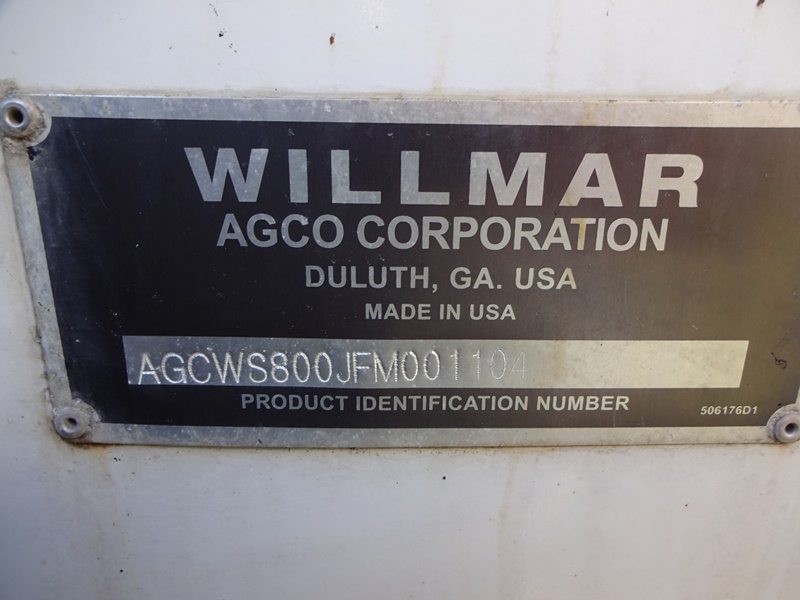 WILLMAR
AGCO CORPORATION
DULUTH, GA. USA
MADE IN USA
AGCWS800JFM001104
PRODUCT IDENTIFICATION NUMBER
506176D1